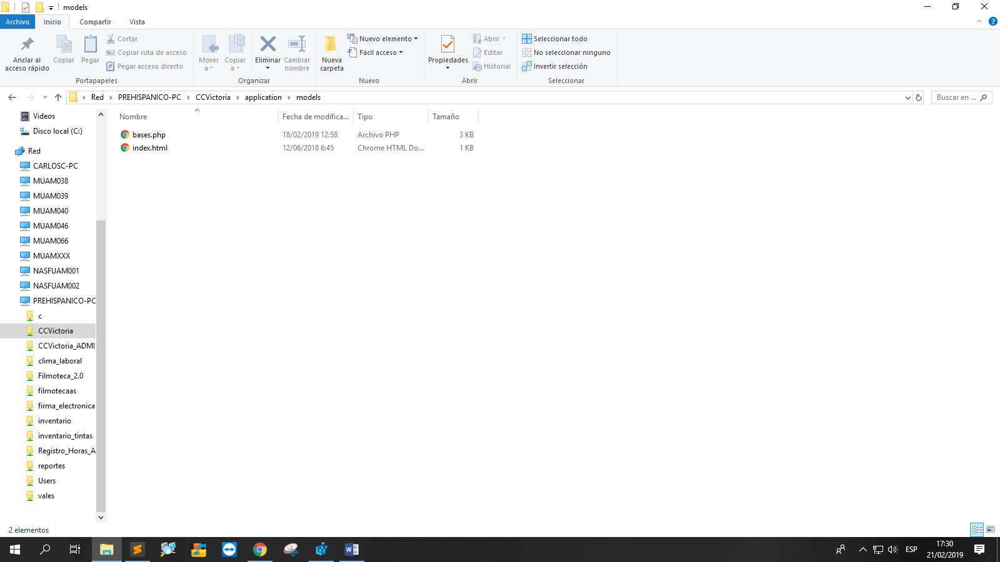 models
Archivo Inicio Compartir Vista
Anclar al acceso rápido
Copiar
Pegar
Cortar
Copiar ruta de acceso
Pegar acceso directo
Portapapeles
Mover a
Copiar a
Eliminar
Cambiar nombre
Organizar
Nueva carpeta
Nuevo elemento
Fácil acceso
Nuevo
Propiedades
Abrir
Editar
Historial
Abrir
Seleccionar todo
No seleccionar ninguno
Invertir selección
Seleccionar
Red > PREHISPANICO-PC > CCVictoria > application > models
Buscar en ...
Videos
Disco local (C:)
Red
CARLOSC-PC
MUAM038
MUAM039
MUAM040
MUAM046
MUAM066
MUAMXXX
NASFUAM001
NASFUAM002
PREHISPANICO-PC
c
CCVictoria
CCVictoria_ADMI
clima_laboral
Filmoteca_2.0
filmotecaas
firma_electronica
inventario
inventario_tintas
Registro_Horas_A
reportes
Users
vales
Nombre Fecha de modifica... Tipo Tamaño
bases.php 18/02/2019 12:58 Archivo PHP 3 KB
index.html 12/06/2018 6:45 Chrome HTML Do... 1 KB
2 elementos
ESP
17:30
21/02/2019